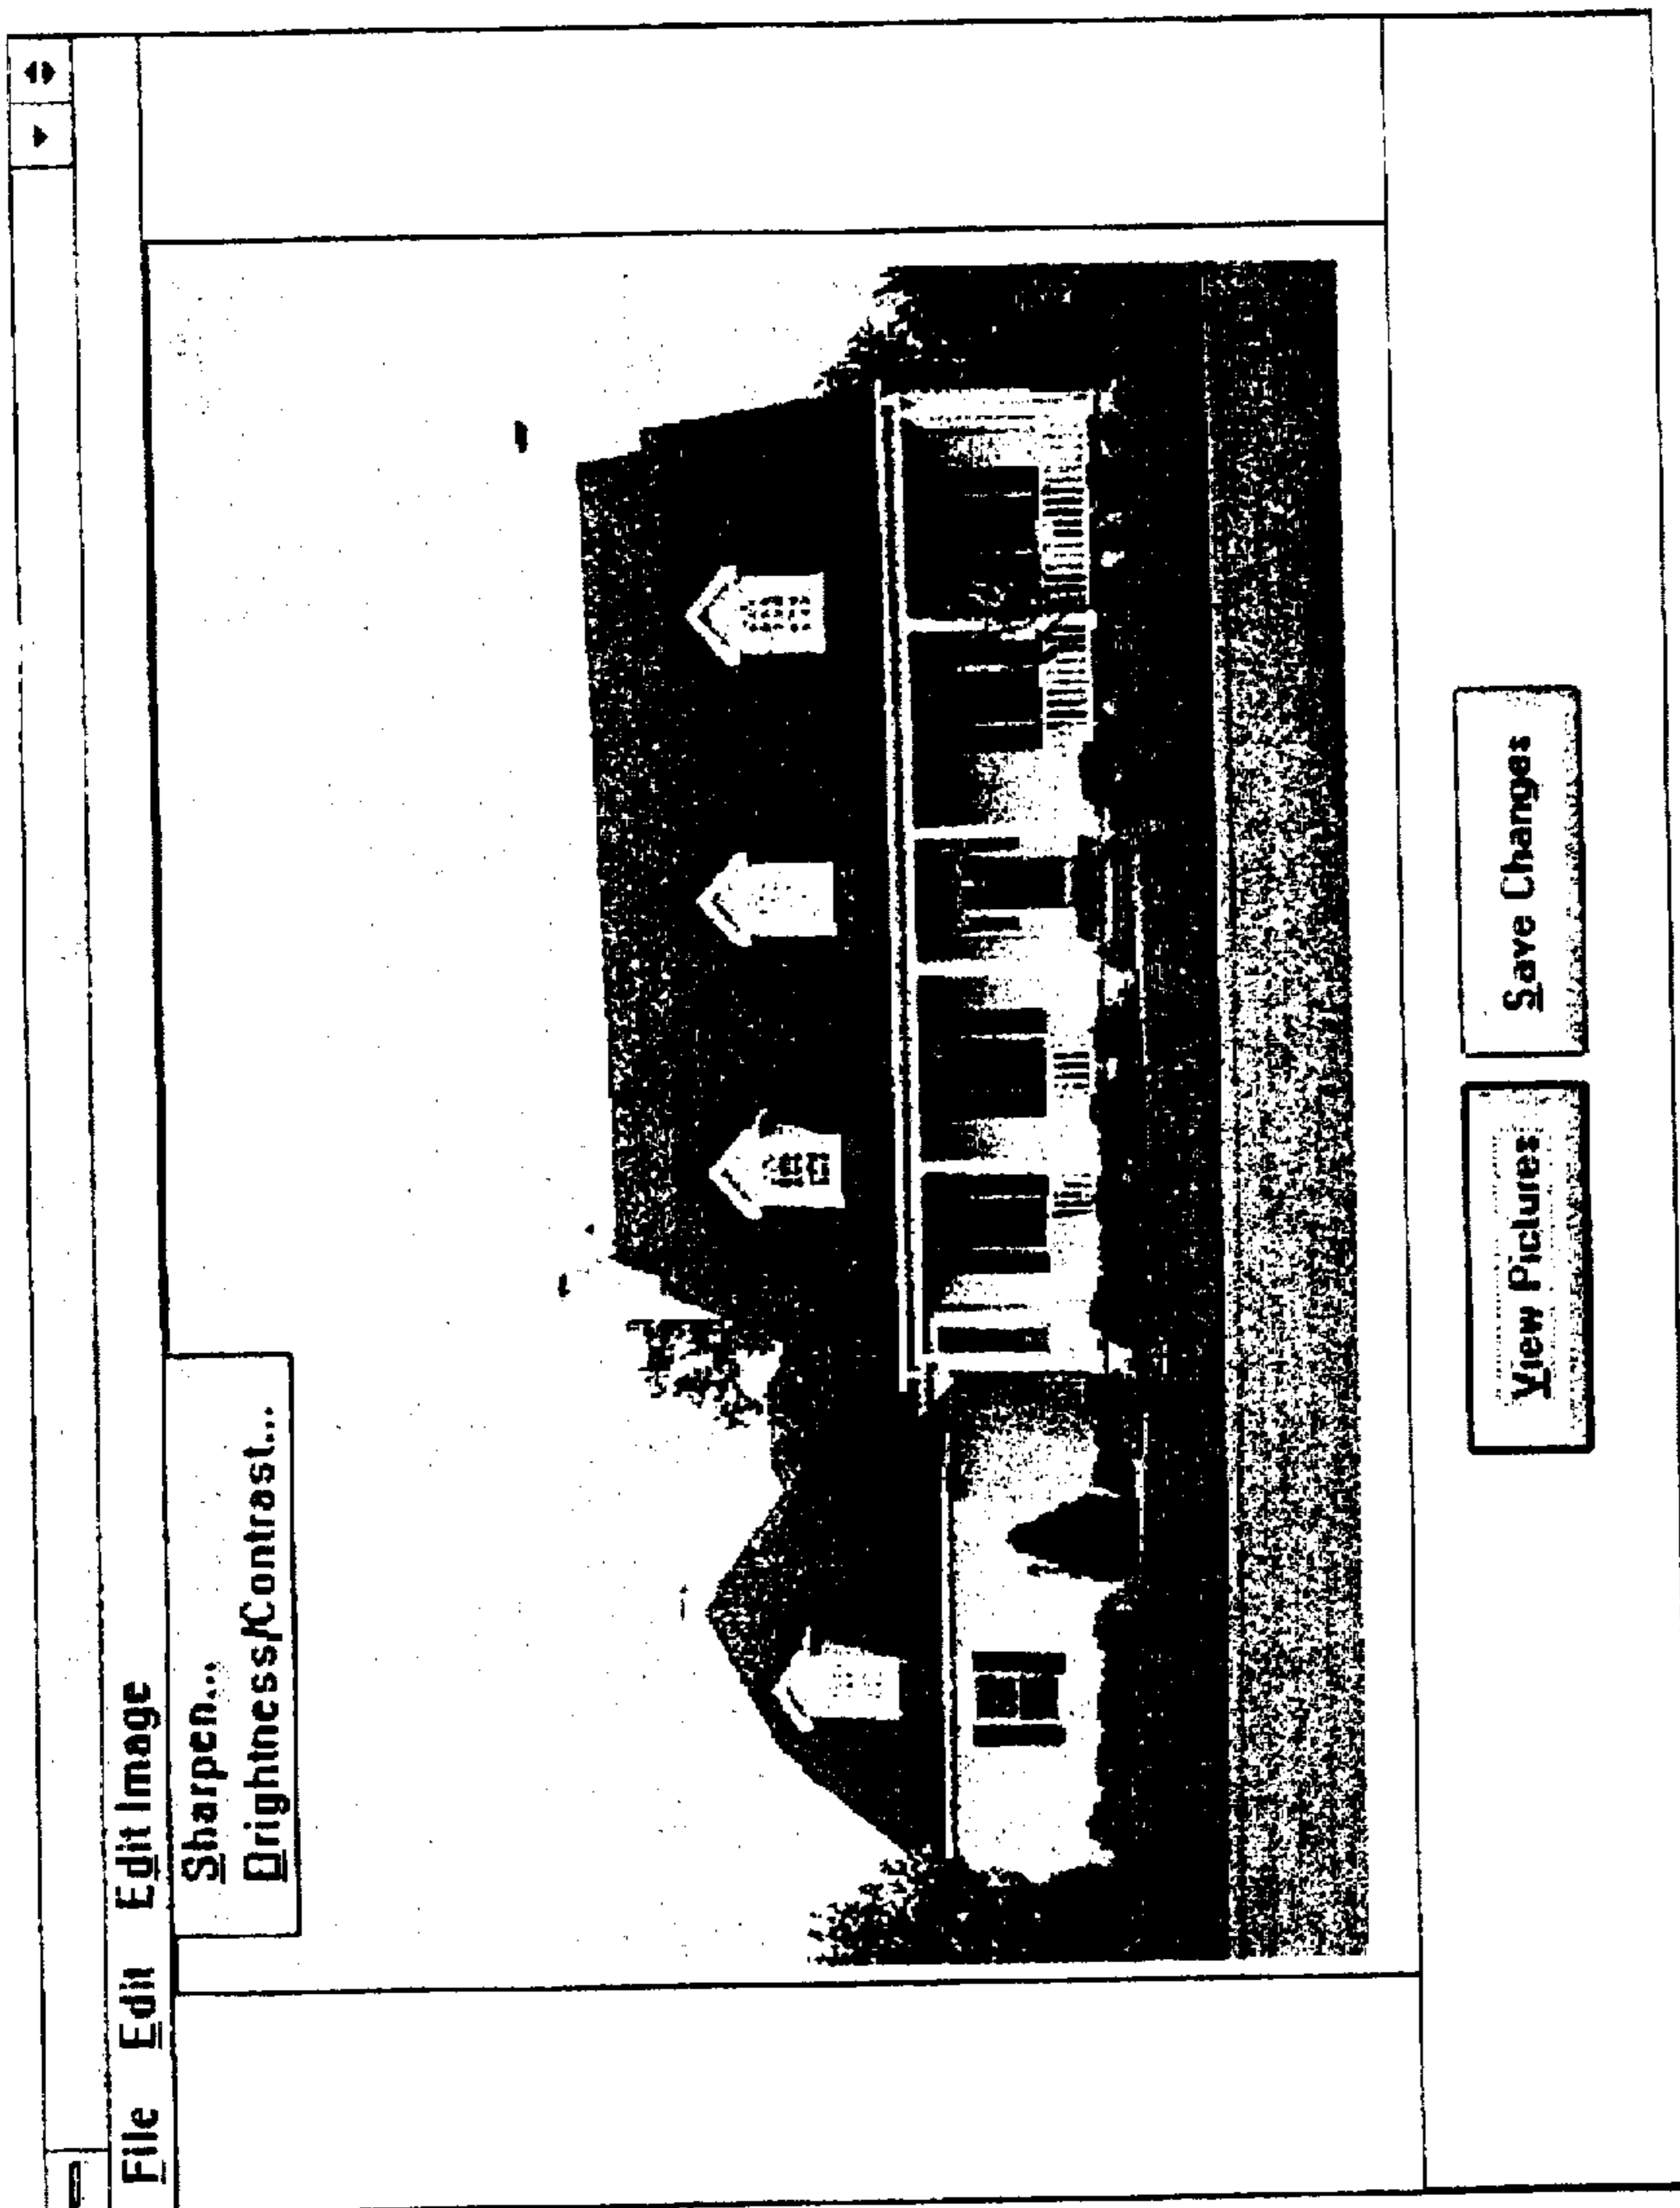 File Edit Edit Image
Sharpen...
Brightness/Contrast...
View Pictures
Save Changes